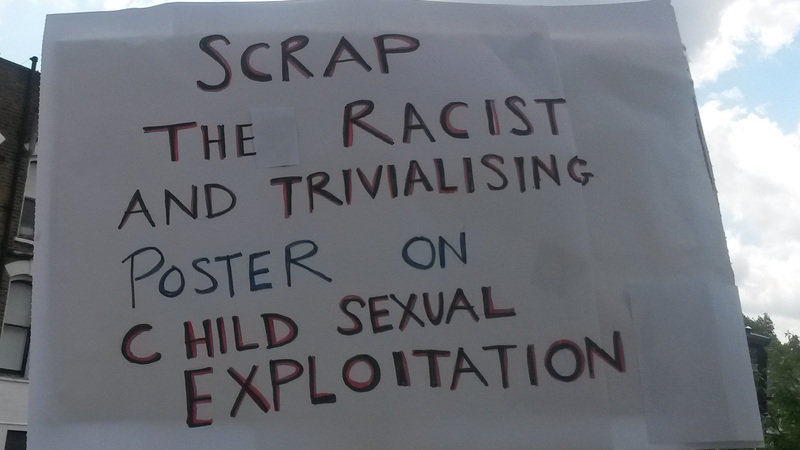 SCRAP
THE RACIST
AND TRIVIALISING
POSTER ON
CHILD SEXUAL
EXPLOITATION